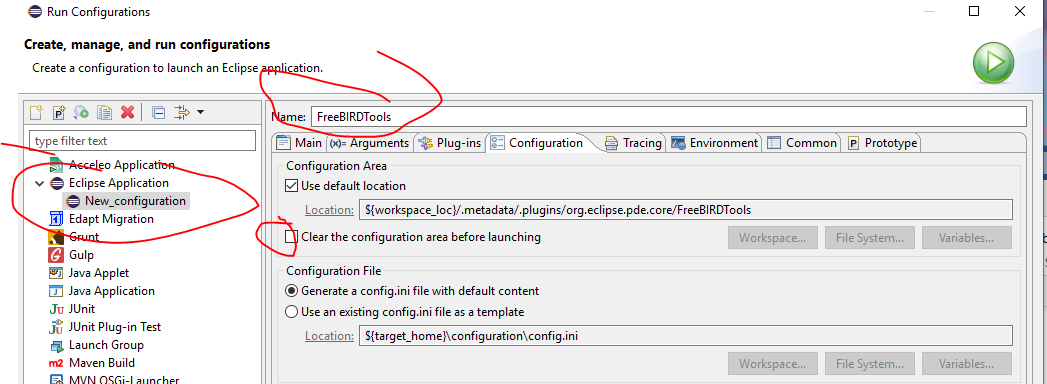 Run Configurations
Create, manage, and run configurations
Create a configuration to launch an Eclipse application.
type filter text
Acceleo Application
Eclipse Application
New_configuration
Edapt Migration
Grunt
Gulp
Java Applet
Java Application
JUnit
JUnit Plug-in Test
Launch Group
Maven Build
MVN OSGi-Launcher
Name: FreeBIRDTools
Main (x)= Arguments Plug-ins Configuration Tracing Environment Common Prototype
Configuration Area
Use default location
Location: ${workspace_loc}/.metadata/.plugins/org.eclipse.pde.core/FreeBIRDTools
Clear the configuration area before launching
Workspace... File System... Variables...
Configuration File
Generate a config.ini file with default content
Use an existing config.ini file as a template
Location: ${target_home}\configuration\config.ini
Workspace... File System... Variables...